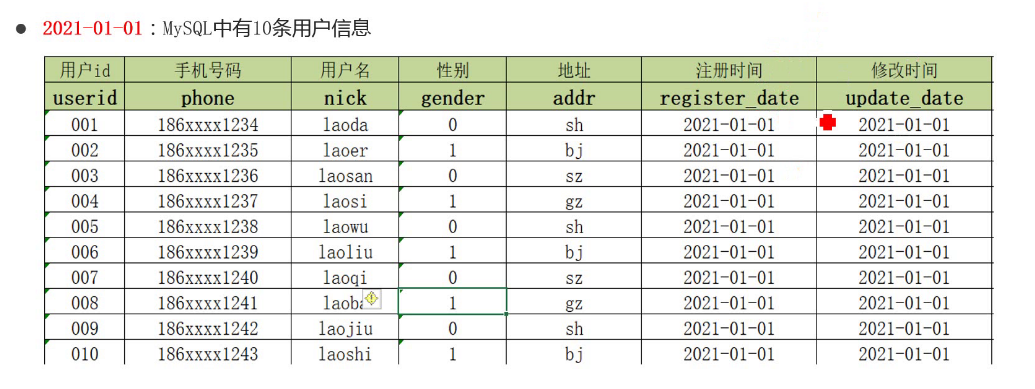 2021-01-01：MySQL中有10条用户信息
用户id 手机号码 用户名 性别 地址 注册时间 修改时间
userid phone nick gender addr register_date update_date
001 186xxxx1234 laoda 0 sh 2021-01-01 2021-01-01
002 186xxxx1235 laoer 1 bj 2021-01-01 2021-01-01
003 186xxxx1236 laosan 0 sz 2021-01-01 2021-01-01
004 186xxxx1237 laosi 1 gz 2021-01-01 2021-01-01
005 186xxxx1238 laowu 0 sh 2021-01-01 2021-01-01
006 186xxxx1239 laoliu 1 bj 2021-01-01 2021-01-01
007 186xxxx1240 laoqi 0 sz 2021-01-01 2021-01-01
008 186xxxx1241 1 gz 2021-01-01 2021-01-01
009 186xxxx1242 laojiu 0 sh 2021-01-01 2021-01-01
010 186xxxx1243 laoshi 1 bj 2021-01-01 2021-01-01